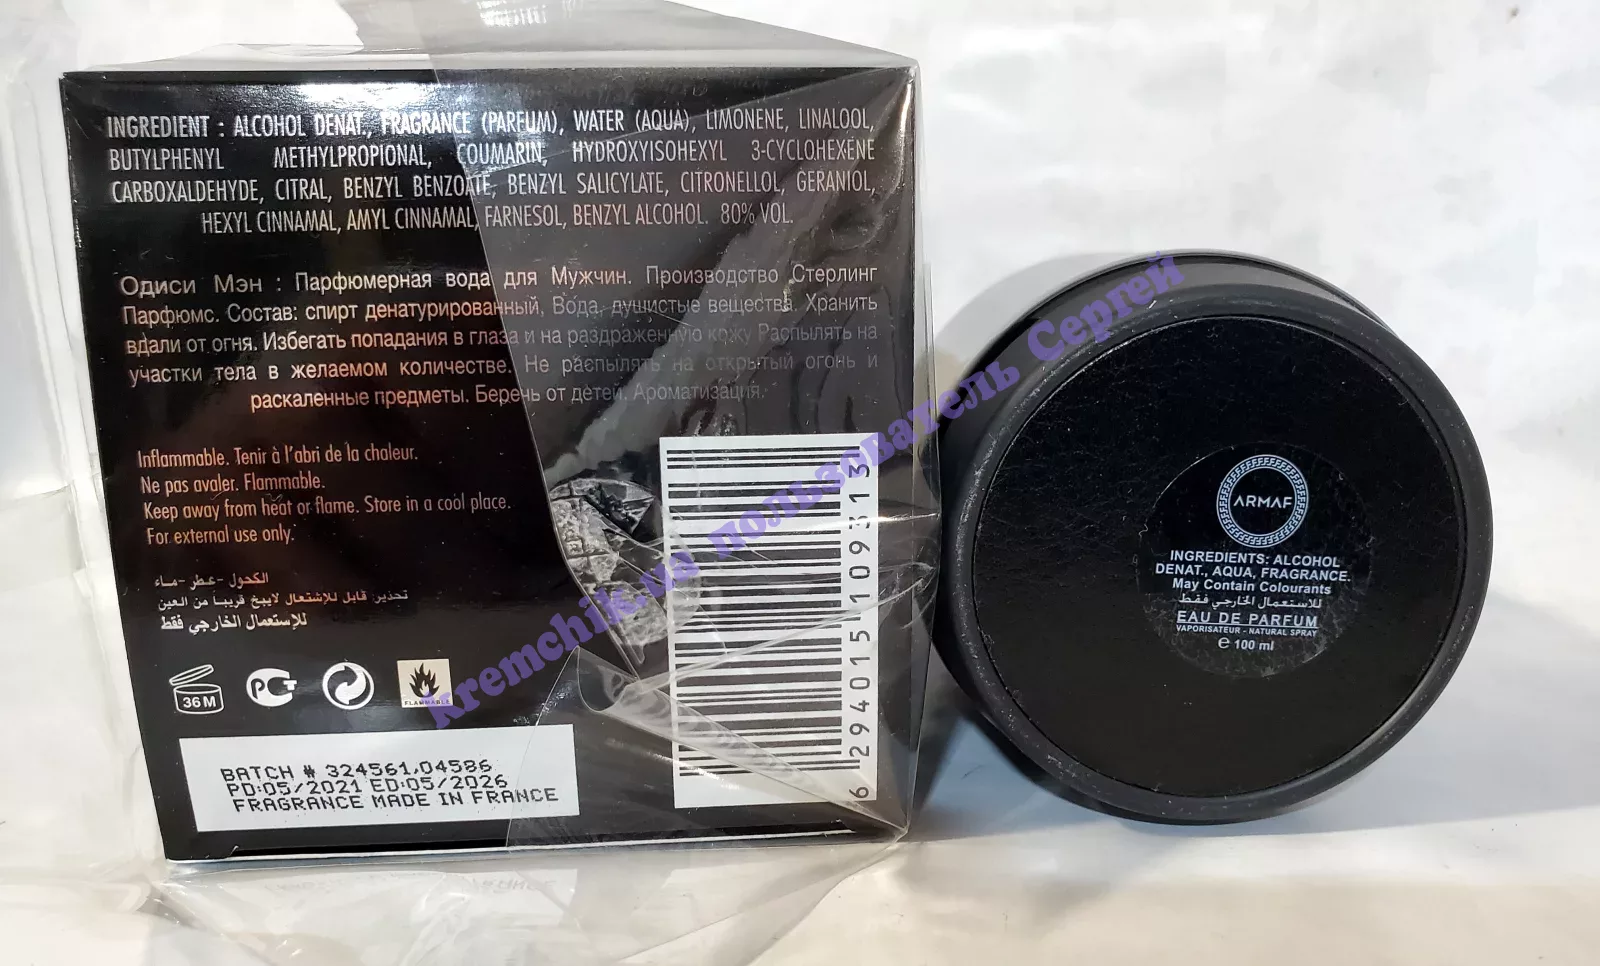 INGREDIENT : ALCOHOL DENAT., FRAGRANCE (PARFUM), WATER (AQUA), LIMONENE, LINALOOL,
BUTYLPHENYL METHYLPROPIONAL, COUMARIN, HYDROXYISOHEXYL 3-CYCLOHEXENE
CARBOXALDEHYDE, CITRAL, BENZYL BENZOATE, BENZYL SALICYLATE, CITRONELLOL, GERANIOL,
HEXYL CINNAMAL, AMYL CINNAMAL, FARNESOL, BENZYL ALCOHOL. 80% VOL.
Одиси Мэн : Парфюмерная вода для Мужчин. Производство Стерлинг
Парфюмс. Состав: спирт денатурированный, Вода, душистые вещества. Хранить
вдали от огня. Избегать попадания в глаза и на раздраженную кожу Распылять на
участки тела в желаемом количестве. Не распылять на открытый огонь и
раскаленные предметы. Беречь от детей. Ароматизация.
Inflammable. Tenir à l'abri de la chaleur.
Ne pas avaler. Flammable.
Keep away from heat or flame. Store in a cool place.
For external use only.
الكحول -عطر -ماء
تحذير قابل للإشتعال لايبخ قريباً من العين
للإستعمال الخارجي فقط
36 M
РСТ
FLAMMABLE
BATCH # 324561,04586
PD:05/2021 ED:05/2026
FRAGRANCE MADE IN FRANCE
6 294015 109313
kremchik.ua пользователь Сергей
ARMAF
INGREDIENTS: ALCOHOL
DENAT., AQUA, FRAGRANCE.
May Contain Colourants
للاستعمال الخارجي فقط
EAU DE PARFUM
VAPORISATEUR - NATURAL SPRAY
e 100 ml